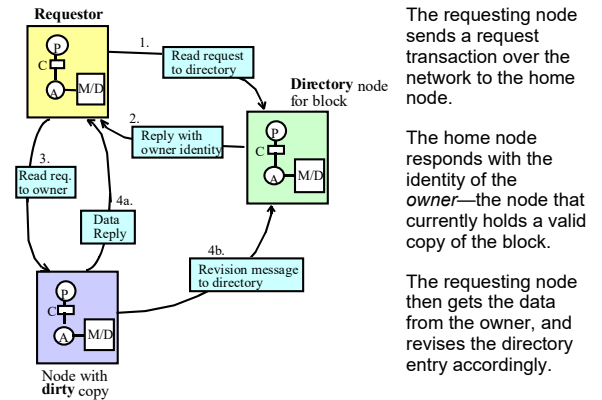 Requestor
P
C
A
M/D
1.
Read request
to directory
Directory node
for block
2.
Reply with
owner identity
P
C
A
M/D
3.
Read req.
to owner
4a.
Data
Reply
4b.
Revision message
to directory
P
C
A
M/D
Node with
dirty copy
The requesting node
sends a request
transaction over the
network to the home
node.
The home node
responds with the
identity of the
owner—the node that
currently holds a valid
copy of the block.
The requesting node
then gets the data
from the owner, and
revises the directory
entry accordingly.